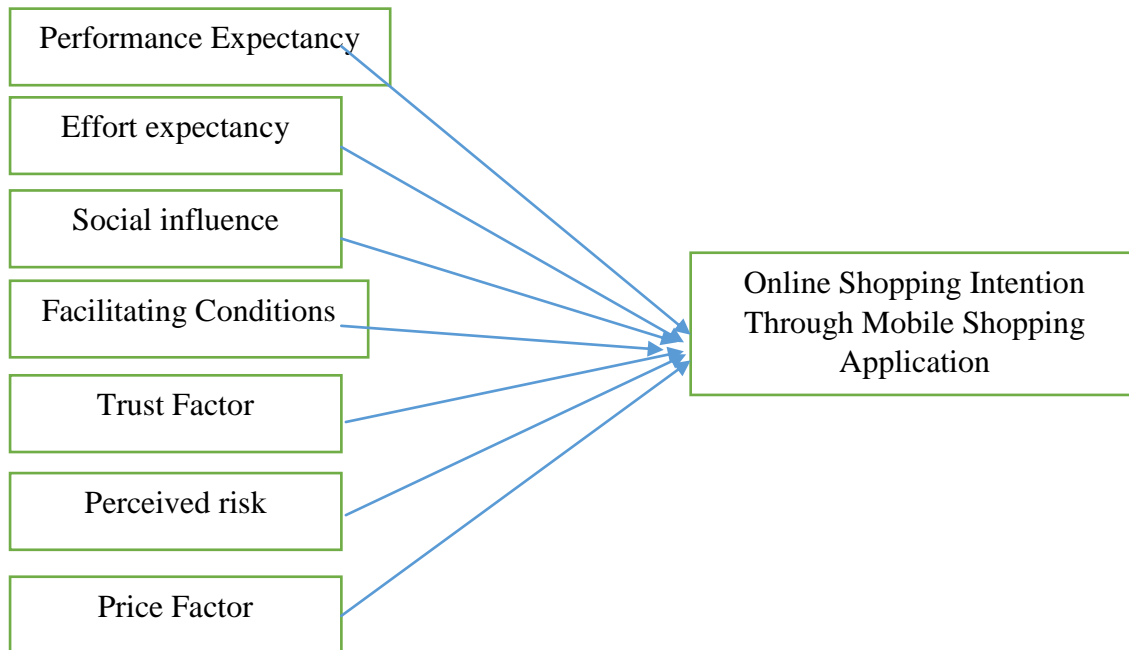 Performance Expectancy
Effort expectancy
Social influence
Facilitating Conditions
Trust Factor
Perceived risk
Price Factor
Online Shopping Intention
Through Mobile Shopping
Application